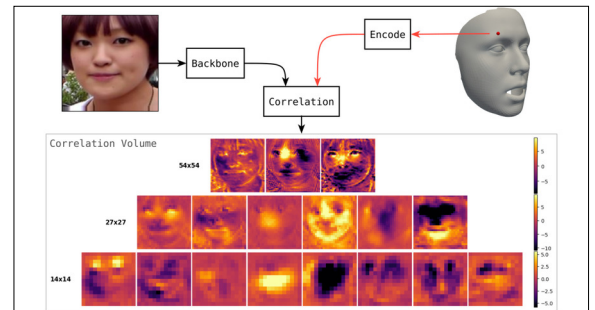 Encode
Backbone
Correlation
Correlation Volume
54x54
27x27
14x14
5
0
-5
5
0
-5
-10
5.0
2.5
0.0
-2.5
-5.0